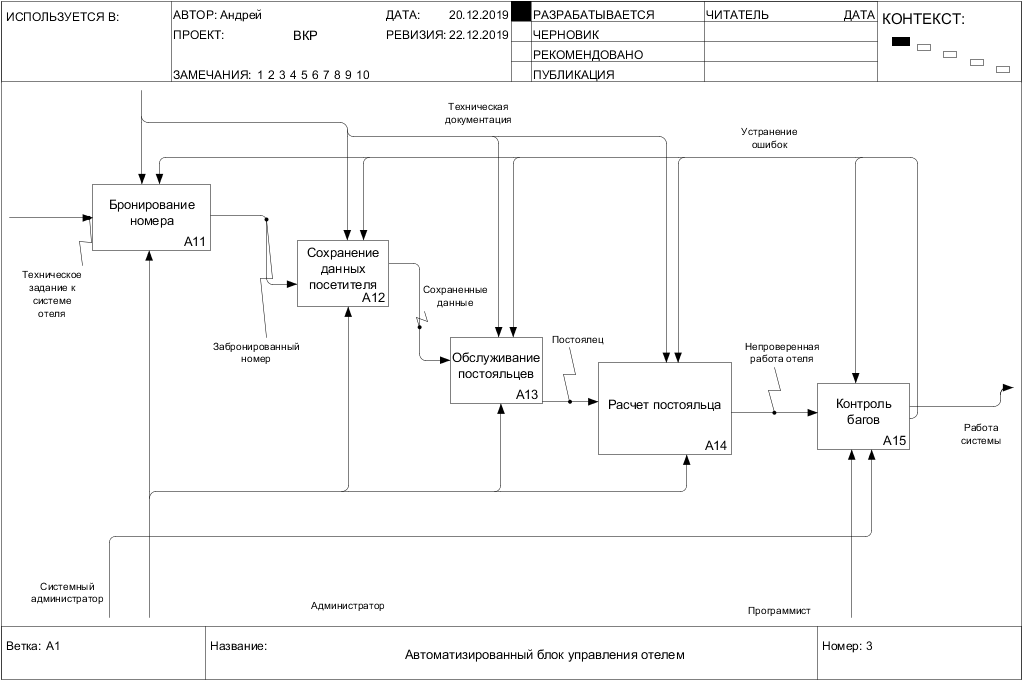 ИСПОЛЬЗУЕТСЯ В:
АВТОР: Андрей
ДАТА: 20.12.2019
ПРОЕКТ: ВКР
РЕВИЗИЯ: 22.12.2019
ЗАМЕЧАНИЯ: 1 2 3 4 5 6 7 8 9 10
РАЗРАБАТЫВАЕТСЯ
ЧЕРНОВИК
РЕКОМЕНДОВАНО
ПУБЛИКАЦИЯ
ЧИТАТЕЛЬ ДАТА
КОНТЕКСТ:
Техническая
документация
Устранение
ошибок
Бронирование
номера
A11
Техническое
задание к
системе
отеля
Сохранение
данных
посетителя
A12
Забронированный
номер
Сохраненные
данные
Обслуживание
постояльцев
A13
Постоялец
Расчет постояльца
A14
Непроверенная
работа отеля
Контроль
багов
A15
Работа
системы
Системный
администратор
Администратор
Программист
Ветка: A1
Название:
Автоматизированный блок управления отелем
Номер: 3